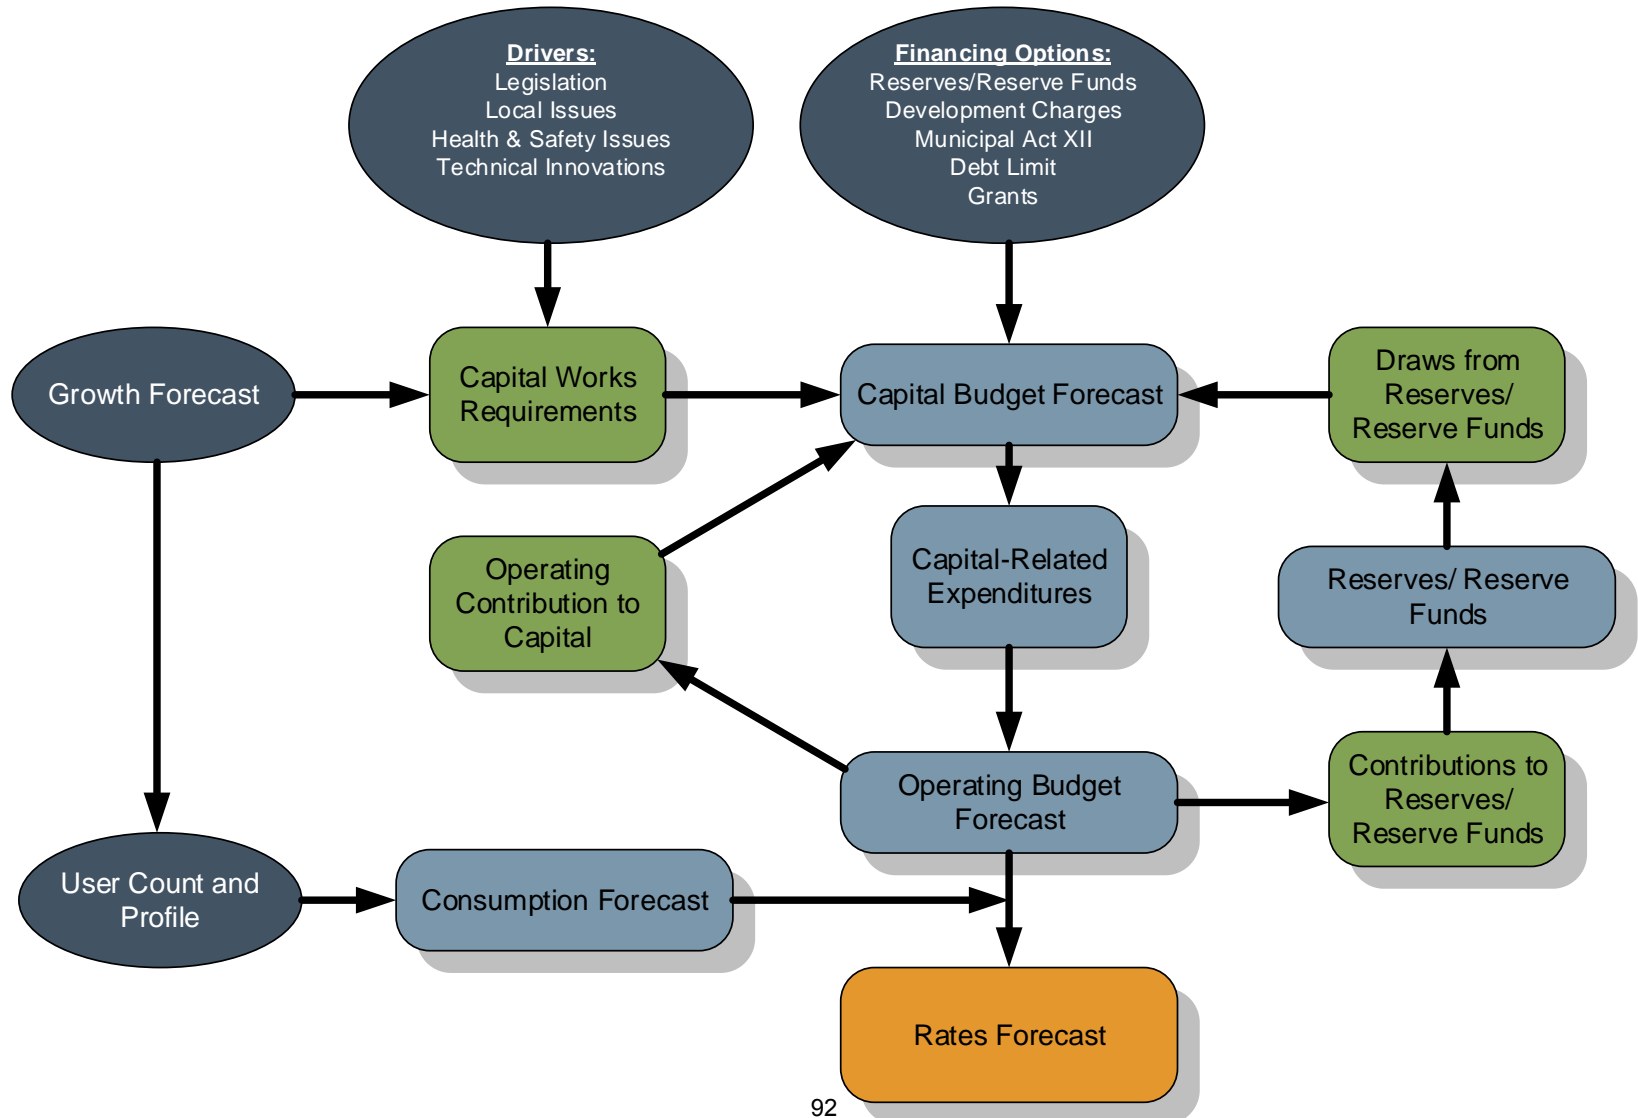 Drivers:
Legislation
Local Issues
Health & Safety Issues
Technical Innovations
Financing Options:
Reserves/Reserve Funds
Development Charges
Municipal Act XII
Debt Limit
Grants
Growth Forecast
Capital Works
Requirements
Capital Budget Forecast
Draws from
Reserves/
Reserve Funds
Operating
Contribution to
Capital
Capital-Related
Expenditures
Reserves/ Reserve
Funds
Operating Budget
Forecast
Contributions to
Reserves/
Reserve Funds
User Count and
Profile
Consumption Forecast
Rates Forecast
92